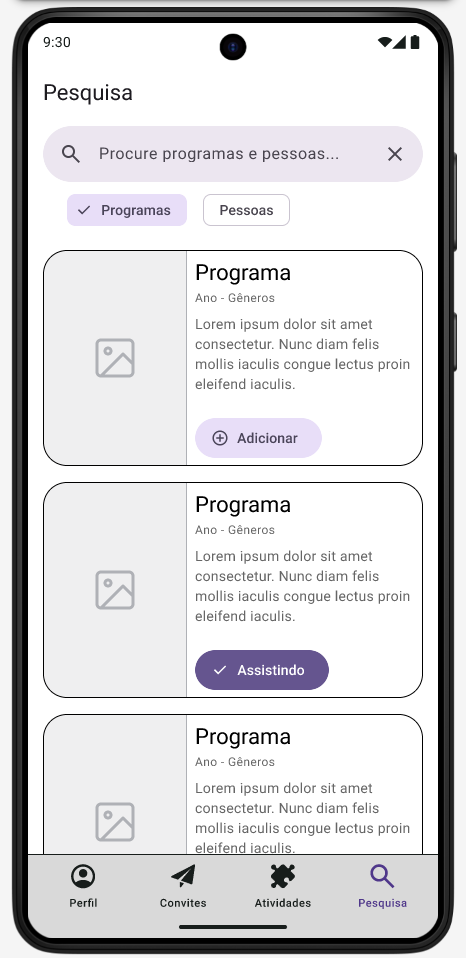 9:30
Pesquisa
Procure programas e pessoas...
Programas
Pessoas
Programa
Ano - Gêneros
Lorem ipsum dolor sit amet
consectetur. Nunc diam felis
mollis iaculis congue lectus proin
eleifend iaculis.
Adicionar
Programa
Ano - Gêneros
Lorem ipsum dolor sit amet
consectetur. Nunc diam felis
mollis iaculis congue lectus proin
eleifend iaculis.
Assistindo
Programa
Ano - Gêneros
Lorem ipsum dolor sit amet
consectetur. Nunc diam felis
mollis iaculis congue lectus proin
eleifend iaculis.
Perfil
Convites
Atividades
Pesquisa